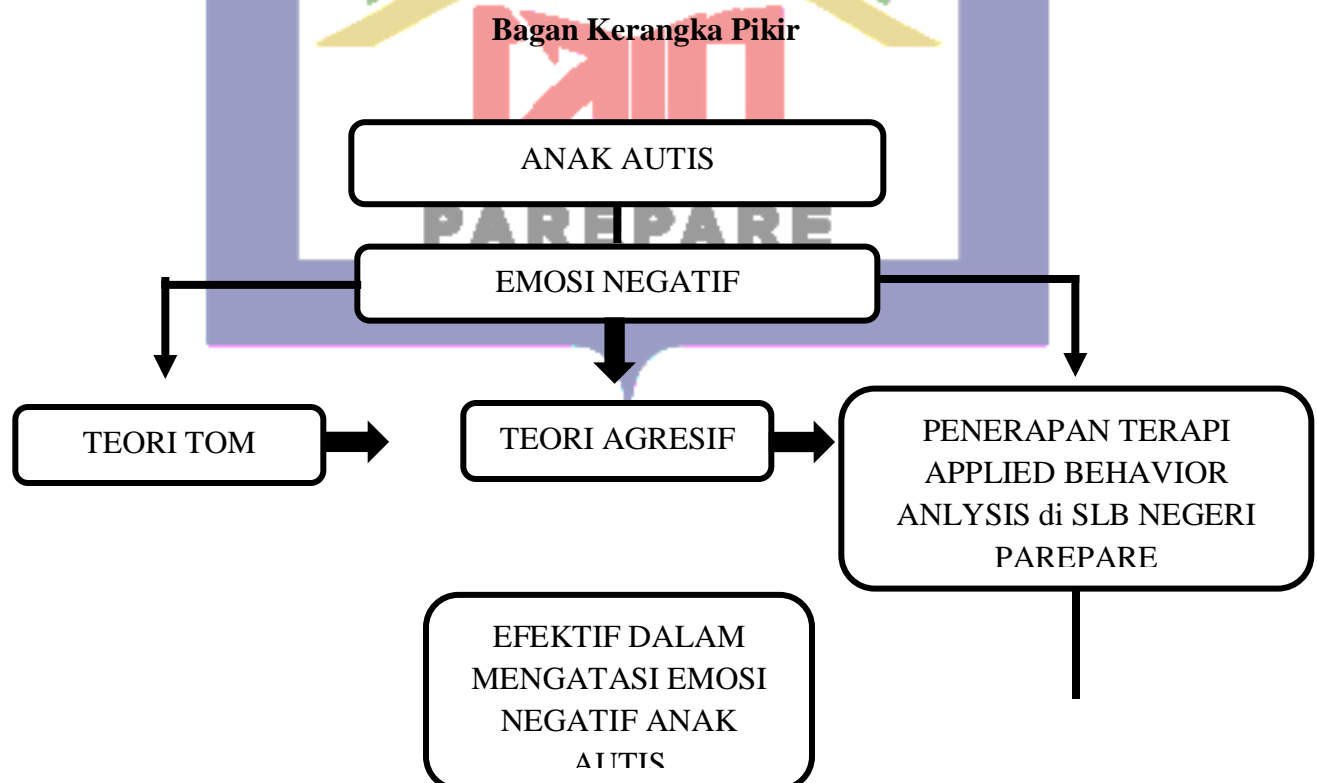 Bagan Kerangka Pikir
ANAK AUTIS
PAREPARE
EMOSI NEGATIF
TEORI TOM
TEORI AGRESIF
PENERAPAN TERAPI
APPLIED BEHAVIOR
ANLYSIS di SLB NEGERI
PAREPARE
EFEKTIF DALAM
MENGATASI EMOSI
NEGATIF ANAK
AUTIS